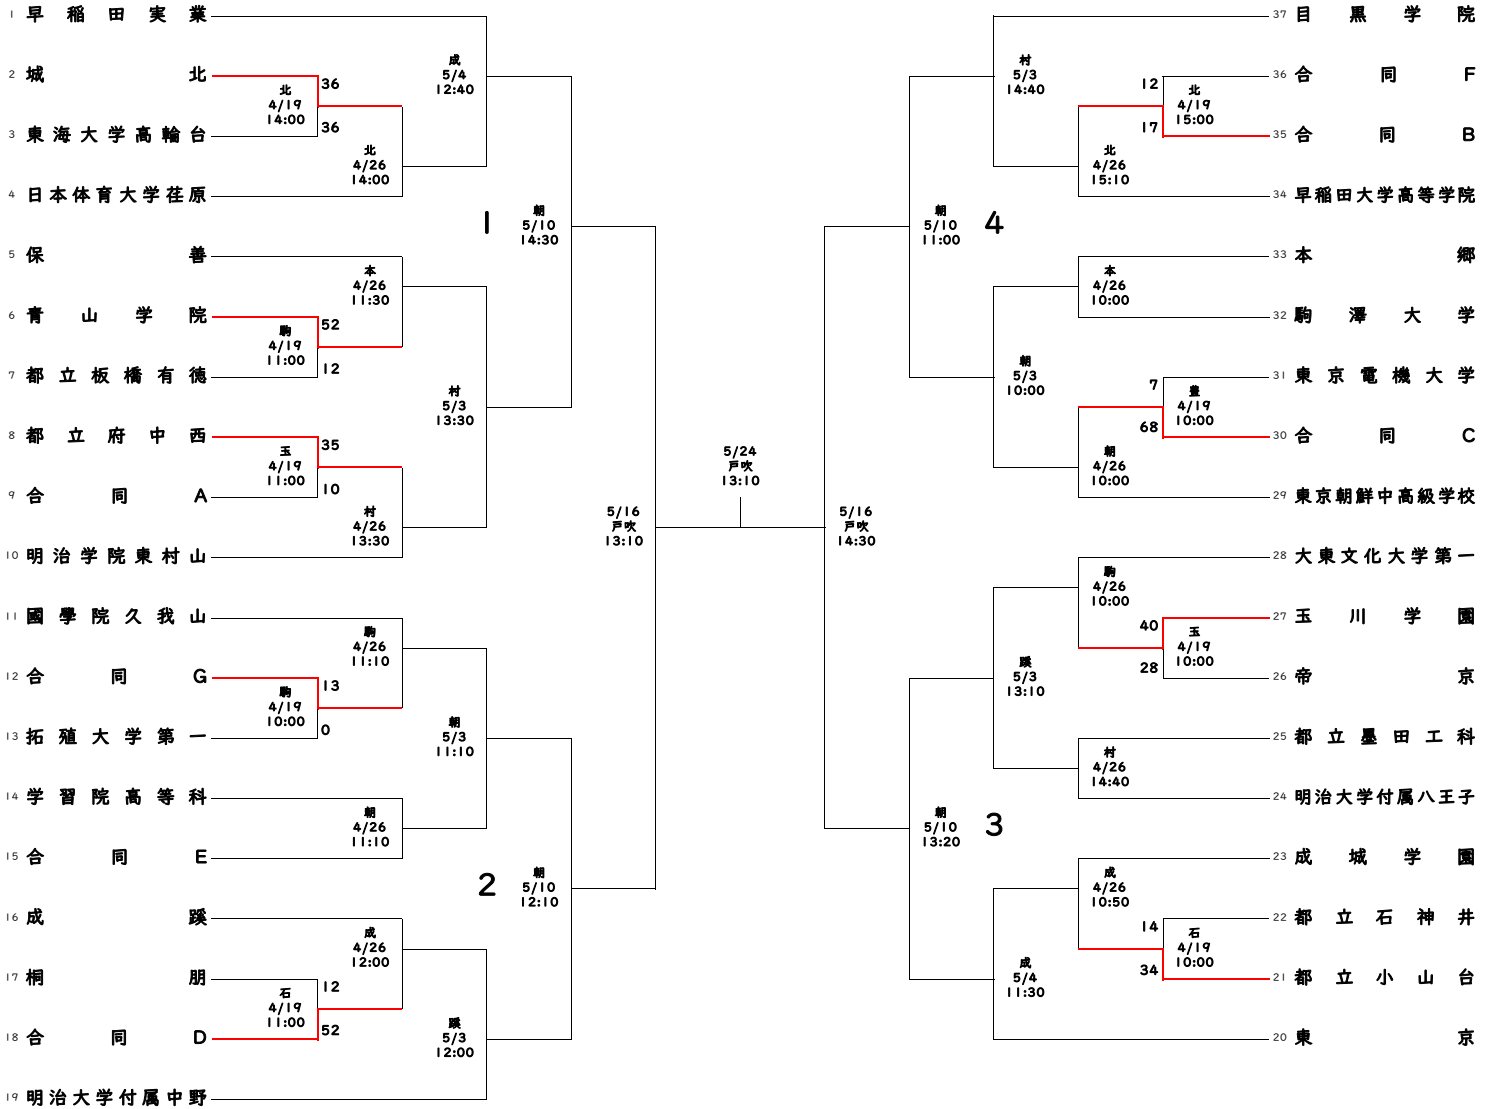 1 早稲田実業
成
5/4
12:40
2 城北
36
北
4/19
14:00
3 東海大学高輪台
36
北
4/26
14:00
4 日本体育大学荏原
1
朝
5/10
14:30
5 保善
本
4/26
11:30
6 青山学院
52
駒
4/19
11:00
7 都立板橋有徳
12
村
5/3
13:30
8 都立府中西
35
玉
4/19
11:00
9 合同A
10
村
4/26
13:30
10 明治学院東村山
5/16
戸吹
13:10
11 國學院久我山
駒
4/26
11:10
12 合同G
13
駒
4/19
10:00
13 拓殖大学第一
0
朝
5/3
11:10
14 学習院高等科
朝
4/26
11:10
15 合同E
2
朝
5/10
12:10
16 成蹊
成
4/26
12:00
17 桐朋
12
石
4/19
11:00
18 合同D
52
蹊
5/3
12:00
19 明治大学付属中野
5/24
戸吹
13:10
37 目黒学院
村
5/3
14:40
36 合同F
12
北
4/19
15:00
35 合同B
17
北
4/26
15:10
34 早稲田大学高等学院
朝
5/10
11:00
4
33 本郷
本
4/26
10:00
32 駒澤大学
朝
5/3
10:00
31 東京電機大学
7
豊
4/19
10:00
30 合同C
68
朝
4/26
10:00
29 東京朝鮮中高級学校
5/16
戸吹
14:30
28 大東文化大学第一
駒
4/26
10:00
27 玉川学園
40
玉
4/19
10:00
26 帝京
28
蹊
5/3
13:10
25 都立墨田工科
村
4/26
14:40
24 明治大学付属八王子
朝
5/10
13:20
3
23 成城学園
成
4/26
10:50
22 都立石神井
14
石
4/19
10:00
21 都立小山台
34
成
5/4
11:30
20 東京